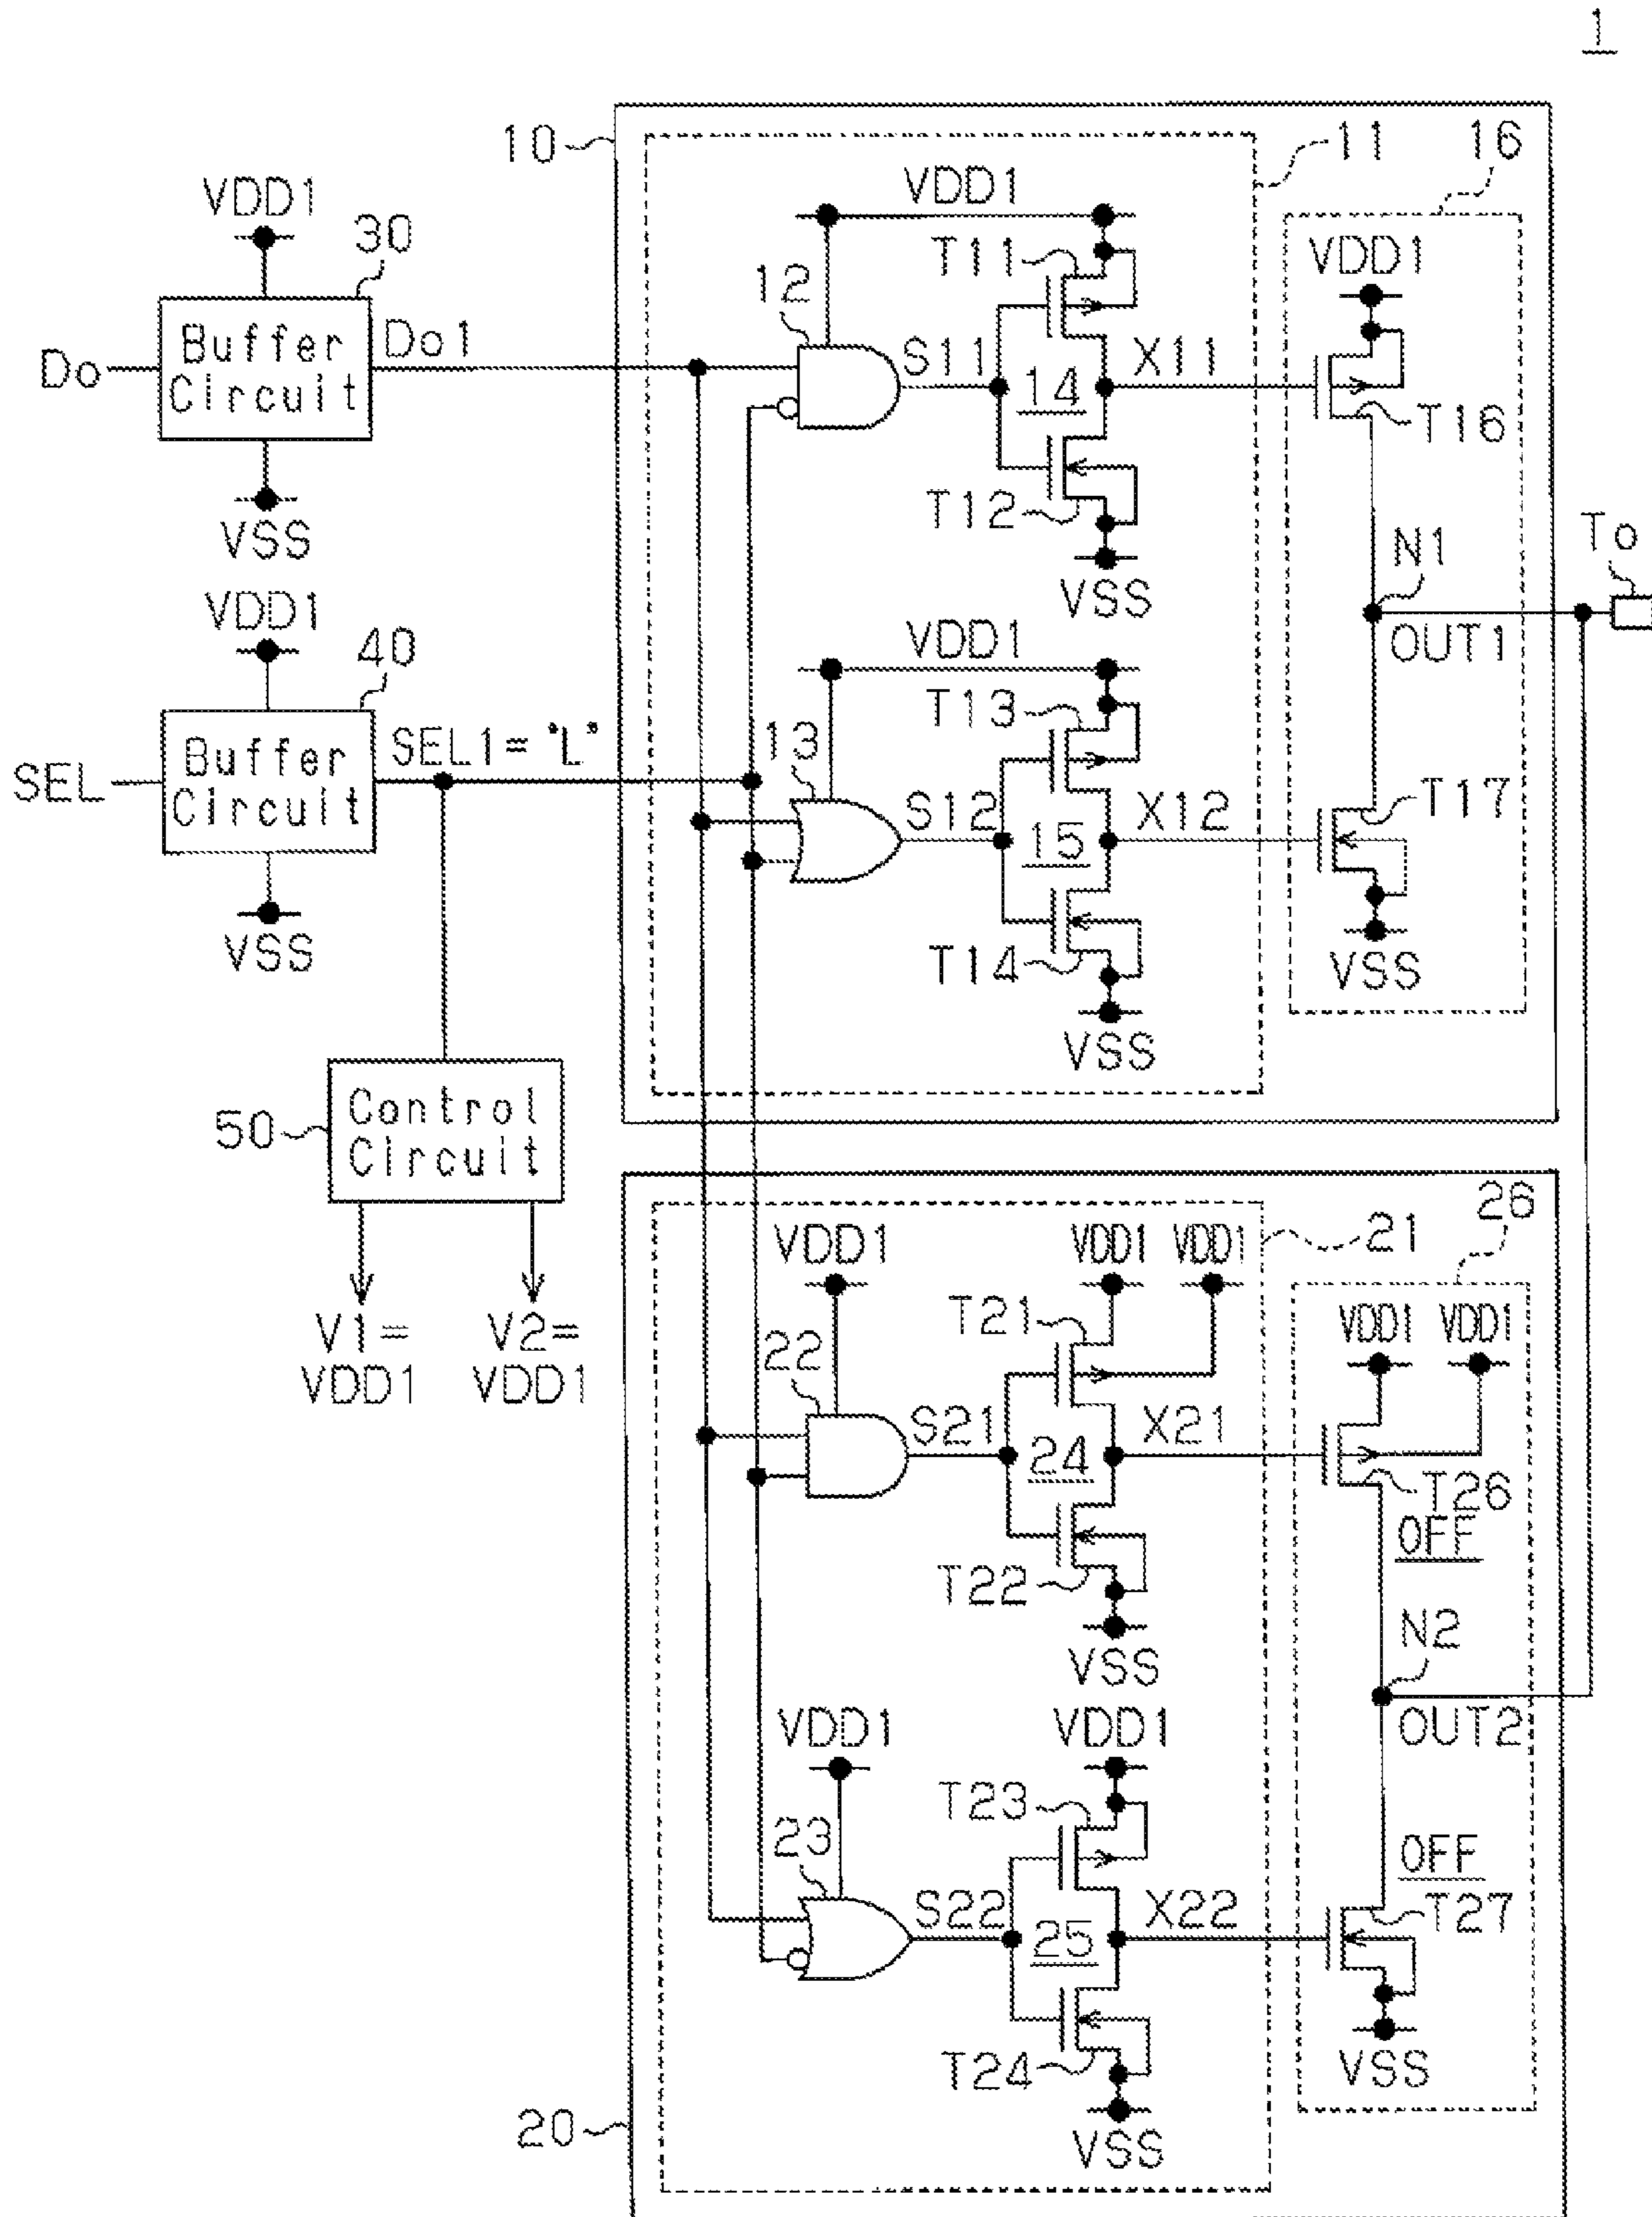 1
10
11
16
VDD1
30
Buffer
Circuit
Do
Do1
VSS
VDD1
12
T11
S11
14
X11
T12
VSS
VDD1
T16
N1
To
OUT1
VDD1
40
Buffer
Circuit
SEL
SEL1="L"
VSS
VDD1
13
T13
S12
15
X12
T14
VSS
T17
VSS
50
Control
Circuit
V1=
VDD1
V2=
VDD1
21
26
VDD1
VDD1
VDD1
22
T21
S21
24
X21
T22
VSS
VDD1
VDD1
T26
OFF
N2
OUT2
VDD1
VDD1
23
T23
S22
25
X22
T24
VSS
OFF
T27
VSS
20